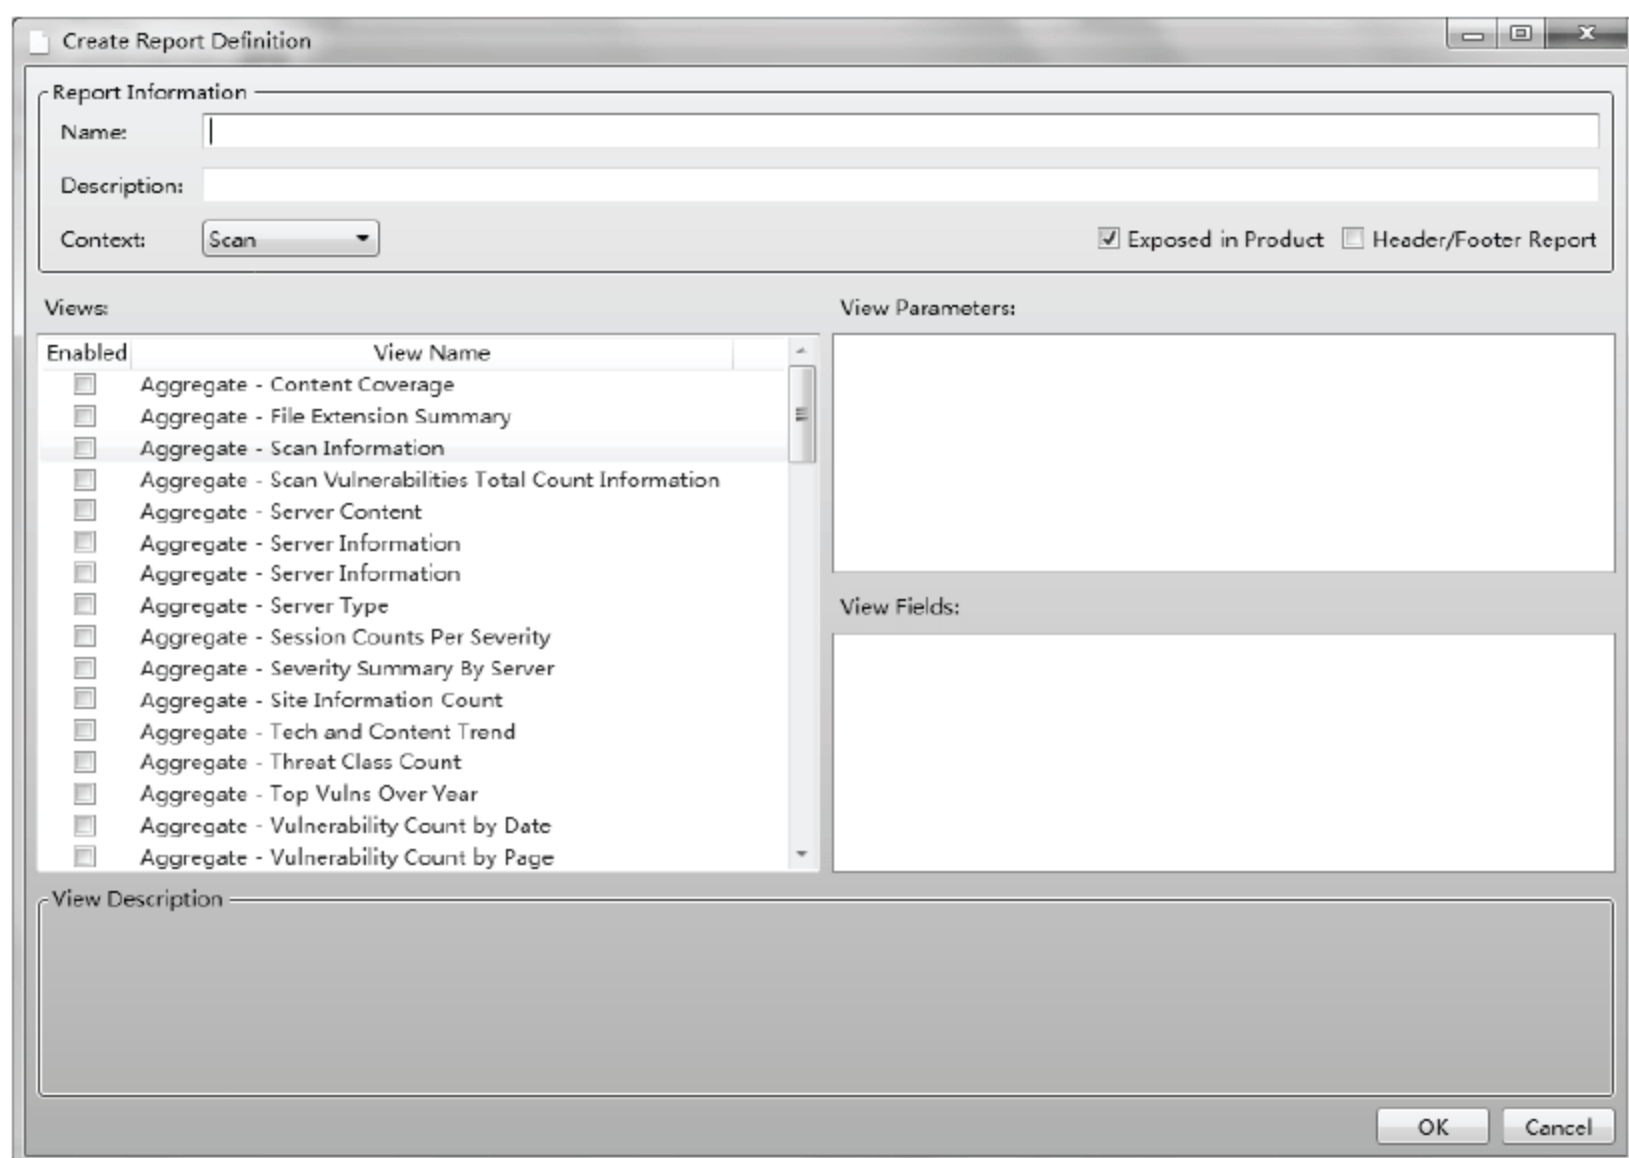 Create Report Definition
Report Information
Name:
Description:
Context: Scan Exposed in Product Header/Footer Report
Views:
Enabled View Name
Aggregate - Content Coverage
Aggregate - File Extension Summary
Aggregate - Scan Information
Aggregate - Scan Vulnerabilities Total Count Information
Aggregate - Server Content
Aggregate - Server Information
Aggregate - Server Information
Aggregate - Server Type
Aggregate - Session Counts Per Severity
Aggregate - Severity Summary By Server
Aggregate - Site Information Count
Aggregate - Tech and Content Trend
Aggregate - Threat Class Count
Aggregate - Top Vulns Over Year
Aggregate - Vulnerability Count by Date
Aggregate - Vulnerability Count by Page
View Parameters:
View Fields:
View Description
OK Cancel